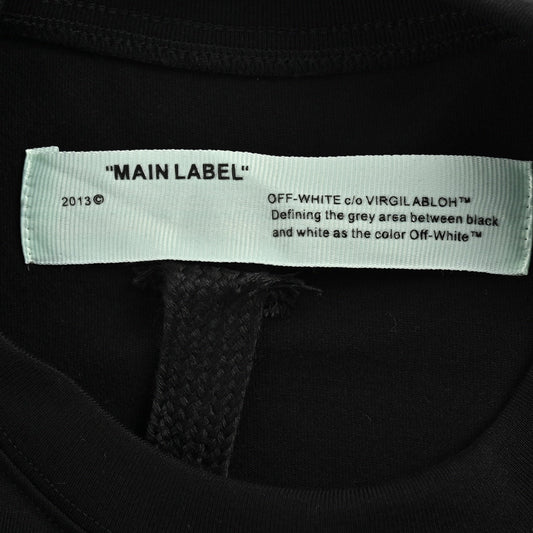 "MAIN LABEL"
2013©
OFF-WHITE c/o VIRGIL ABLOH™
Defining the grey area between black
and white as the color Off-White™